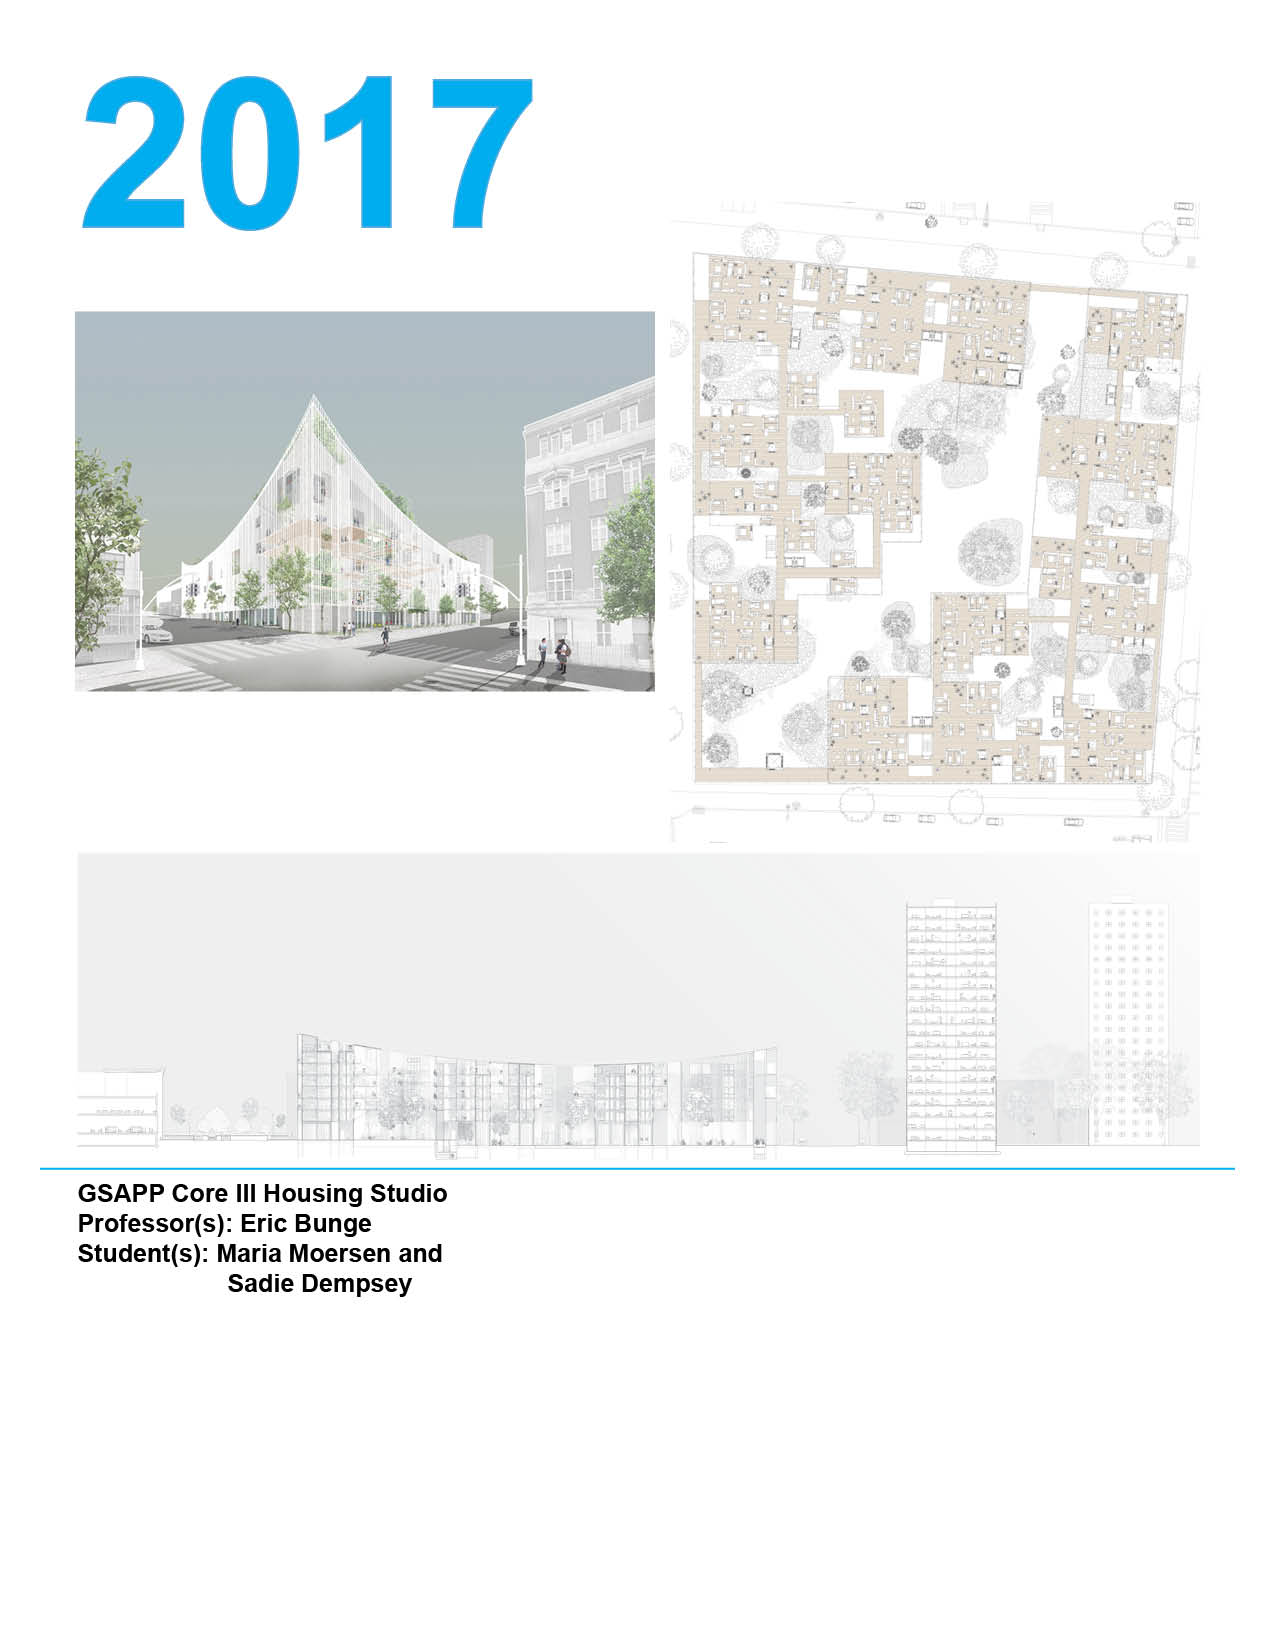 2017
GSAPP Core III Housing Studio
Professor(s): Eric Bunge
Student(s): Maria Moersen and
Sadie Dempsey